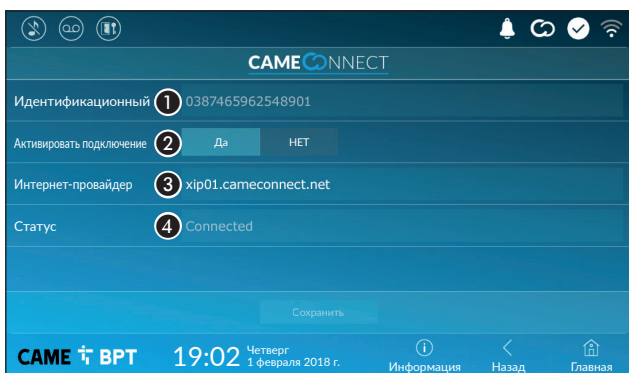 CAMECONNECT
Идентификационный 1 0387465962548901
Активировать подключение 2 Да НЕТ
Интернет-провайдер 3 xip01.cameconnect.net
Статус 4 Connected
Сохранить
CAME BPT 19:02 Четверг
1 февраля 2018 г.
Информация Назад Главная